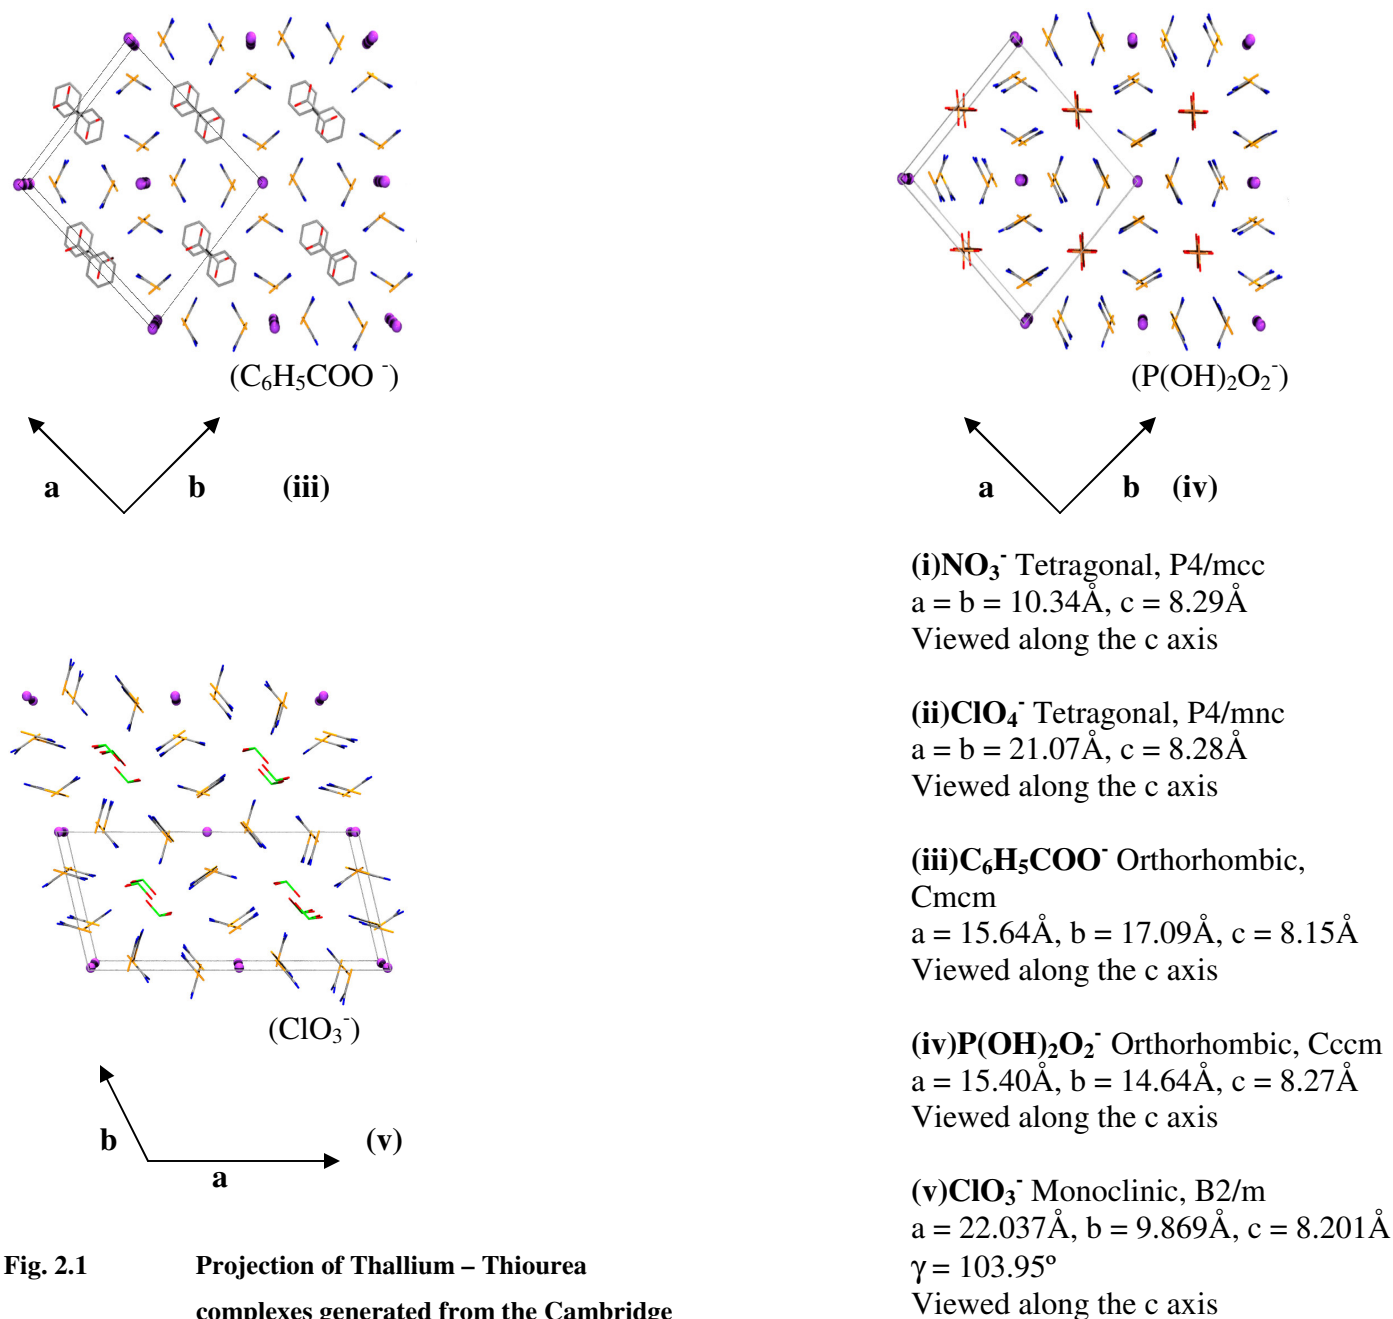 (C₆H₅COO ⁻)
(P(OH)₂O₂⁻)
a b (iii)
a b (iv)
(i)NO₃⁻ Tetragonal, P4/mcc
a = b = 10.34Å, c = 8.29Å
Viewed along the c axis
(ii)ClO₄⁻ Tetragonal, P4/mnc
a = b = 21.07Å, c = 8.28Å
Viewed along the c axis
(iii)C₆H₅COO⁻ Orthorhombic,
Cmcm
a = 15.64Å, b = 17.09Å, c = 8.15Å
Viewed along the c axis
(iv)P(OH)₂O₂⁻ Orthorhombic, Cccm
a = 15.40Å, b = 14.64Å, c = 8.27Å
Viewed along the c axis
(v)ClO₃⁻ Monoclinic, B2/m
a = 22.037Å, b = 9.869Å, c = 8.201Å
γ = 103.95º
Viewed along the c axis
(ClO₃⁻)
b (v)
a
Fig. 2.1 Projection of Thallium – Thiourea
complexes generated from the Cambridge